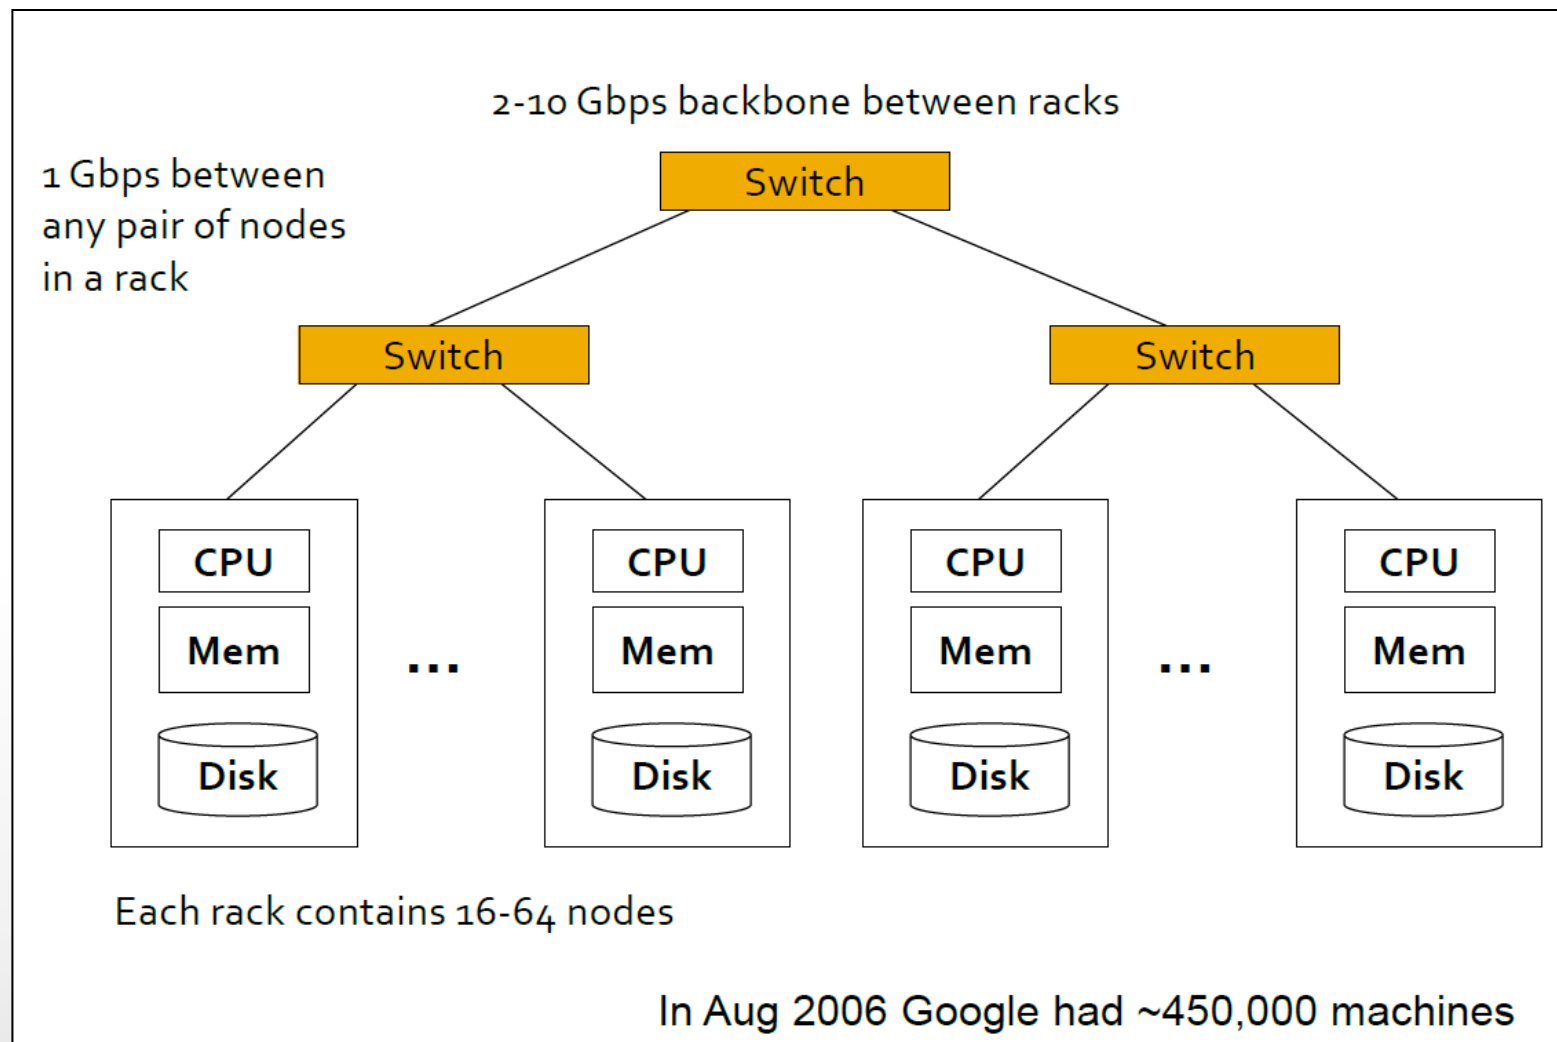 2-10 Gbps backbone between racks
1 Gbps between
any pair of nodes
in a rack
Switch
Switch
Switch
CPU
CPU
CPU
CPU
Mem
...
Mem
Mem
...
Mem
Disk
Disk
Disk
Disk
Each rack contains 16-64 nodes
In Aug 2006 Google had ~450,000 machines